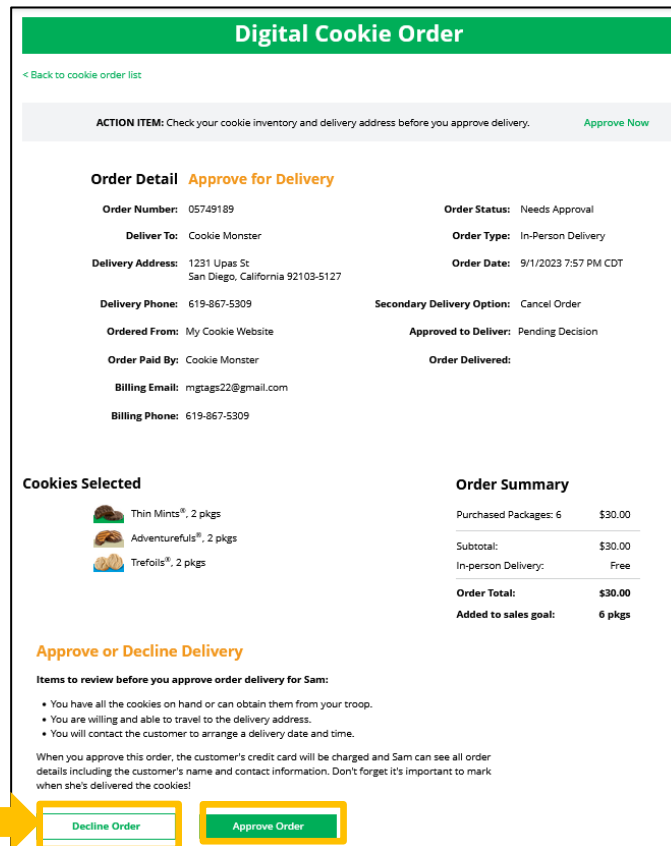 Digital Cookie Order
< Back to cookie order list
ACTION ITEM: Check your cookie inventory and delivery address before you approve delivery. Approve Now
Order Detail Approve for Delivery
Order Number: 05749189 Order Status: Needs Approval
Deliver To: Cookie Monster Order Type: In-Person Delivery
Delivery Address: 1231 Upas St Order Date: 9/1/2023 7:57 PM CDT
San Diego, California 92103-5127
Delivery Phone: 619-867-5309 Secondary Delivery Option: Cancel Order
Ordered From: My Cookie Website Approved to Deliver: Pending Decision
Order Paid By: Cookie Monster Order Delivered:
Billing Email: mgtags22@gmail.com
Billing Phone: 619-867-5309
Cookies Selected Order Summary
Thin Mints®, 2 pkgs Purchased Packages: 6 $30.00
Adventurefuls®, 2 pkgs Subtotal: $30.00
Trefoils®, 2 pkgs In-person Delivery: Free
Order Total: $30.00
Added to sales goal: 6 pkgs
Approve or Decline Delivery
Items to review before you approve order delivery for Sam:
• You have all the cookies on hand or can obtain them from your troop.
• You are willing and able to travel to the delivery address.
• You will contact the customer to arrange a delivery date and time.
When you approve this order, the customer's credit card will be charged and Sam can see all order
details including the customer's name and contact information. Don't forget it's important to mark
when she's delivered the cookies!
Decline Order Approve Order